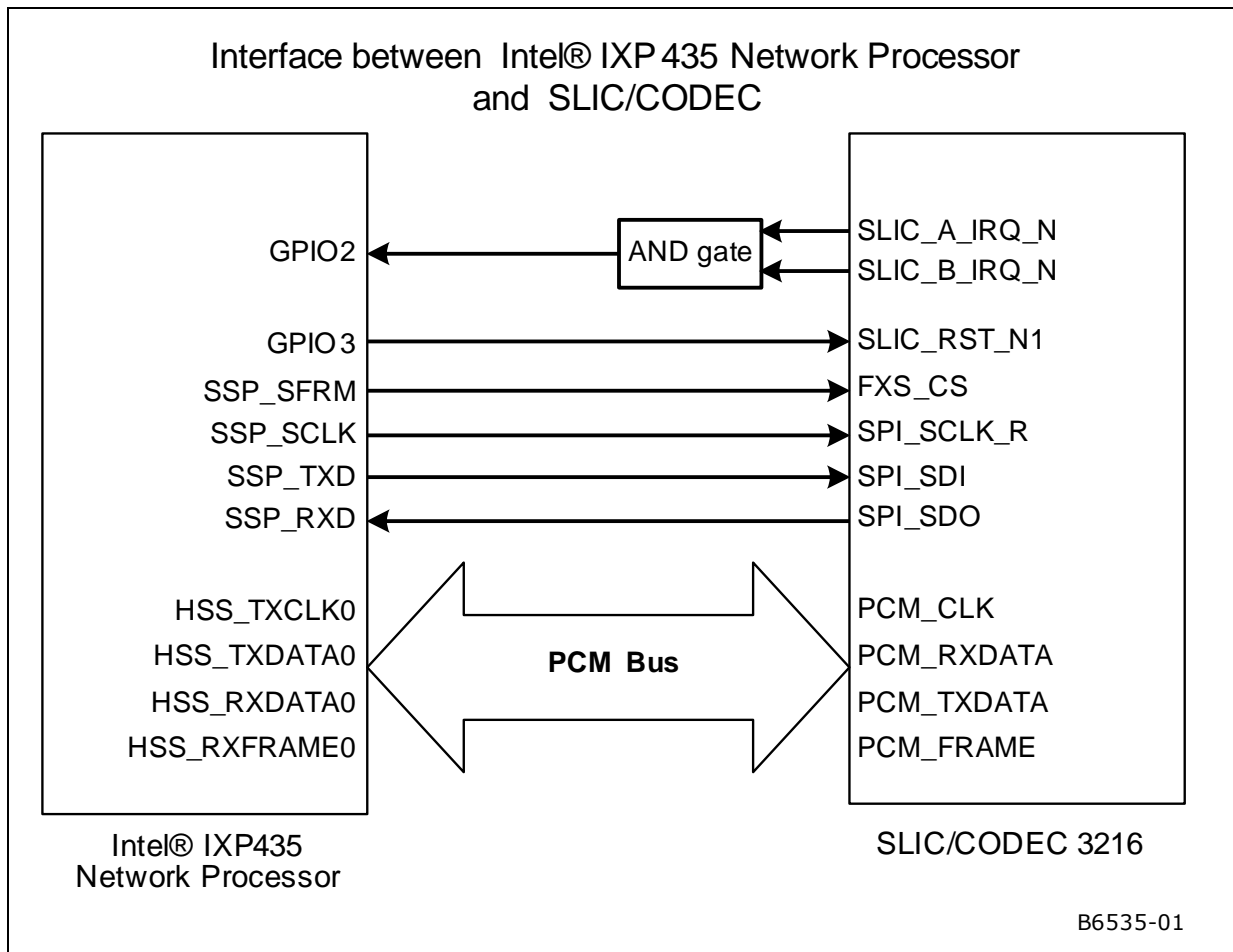 Interface between Intel® IXP 435 Network Processor
and SLIC/CODEC
GPIO2
AND gate
SLIC_A_IRQ_N
SLIC_B_IRQ_N
GPIO3
SLIC_RST_N1
SSP_SFRM
FXS_CS
SSP_SCLK
SPI_SCLK_R
SSP_TXD
SPI_SDI
SSP_RXD
SPI_SDO
HSS_TXCLK0
PCM_CLK
HSS_TXDATA0
PCM Bus
PCM_RXDATA
HSS_RXDATA0
PCM_TXDATA
HSS_RXFRAME0
PCM_FRAME
Intel® IXP435
Network Processor
SLIC/CODEC 3216
B6535-01